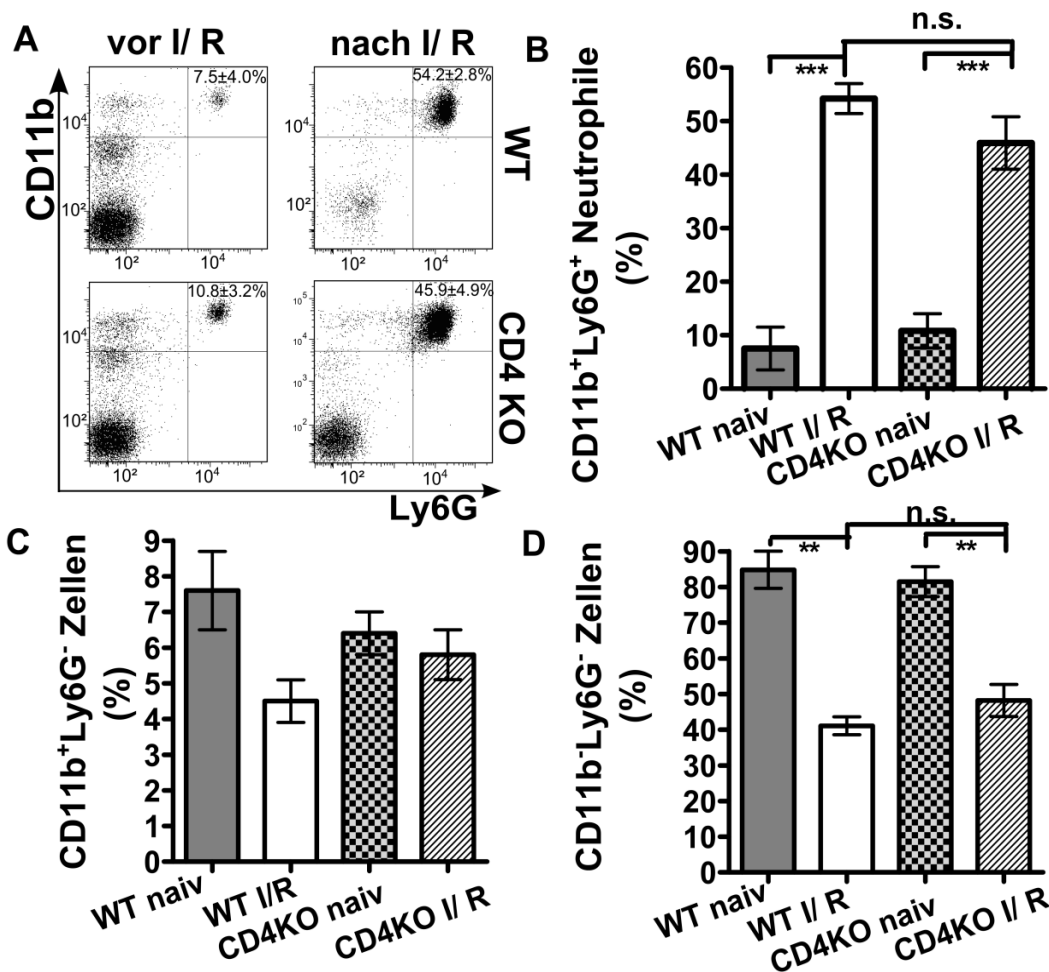 A
vor I/ R
nach I/ R
CD11b
7.5±4.0%
10⁴
10²
10² 10⁴
54.2±2.8%
10⁴
10²
10² 10⁴
WT
10.8±3.2%
10⁴
10²
10² 10⁴
45.9±4.9%
10⁵
10⁴
10³
10²
10² 10⁴
CD4 KO
Ly6G
B
n.s.
***
***
CD11b⁺Ly6G⁺ Neutrophile
(%)
60
50
40
30
20
10
0
WT naiv
WT I/ R
CD4KO naiv
CD4KO I/ R
C
CD11b⁺Ly6G⁻ Zellen
(%)
9
8
7
6
5
4
3
2
1
0
WT naiv
WT I/R
CD4KO naiv
CD4KO I/ R
D
n.s.
**
**
CD11b⁻Ly6G⁻ Zellen
(%)
90
80
70
60
50
40
30
20
10
0
WT naiv
WT I/ R
CD4KO naiv
CD4KO I/ R